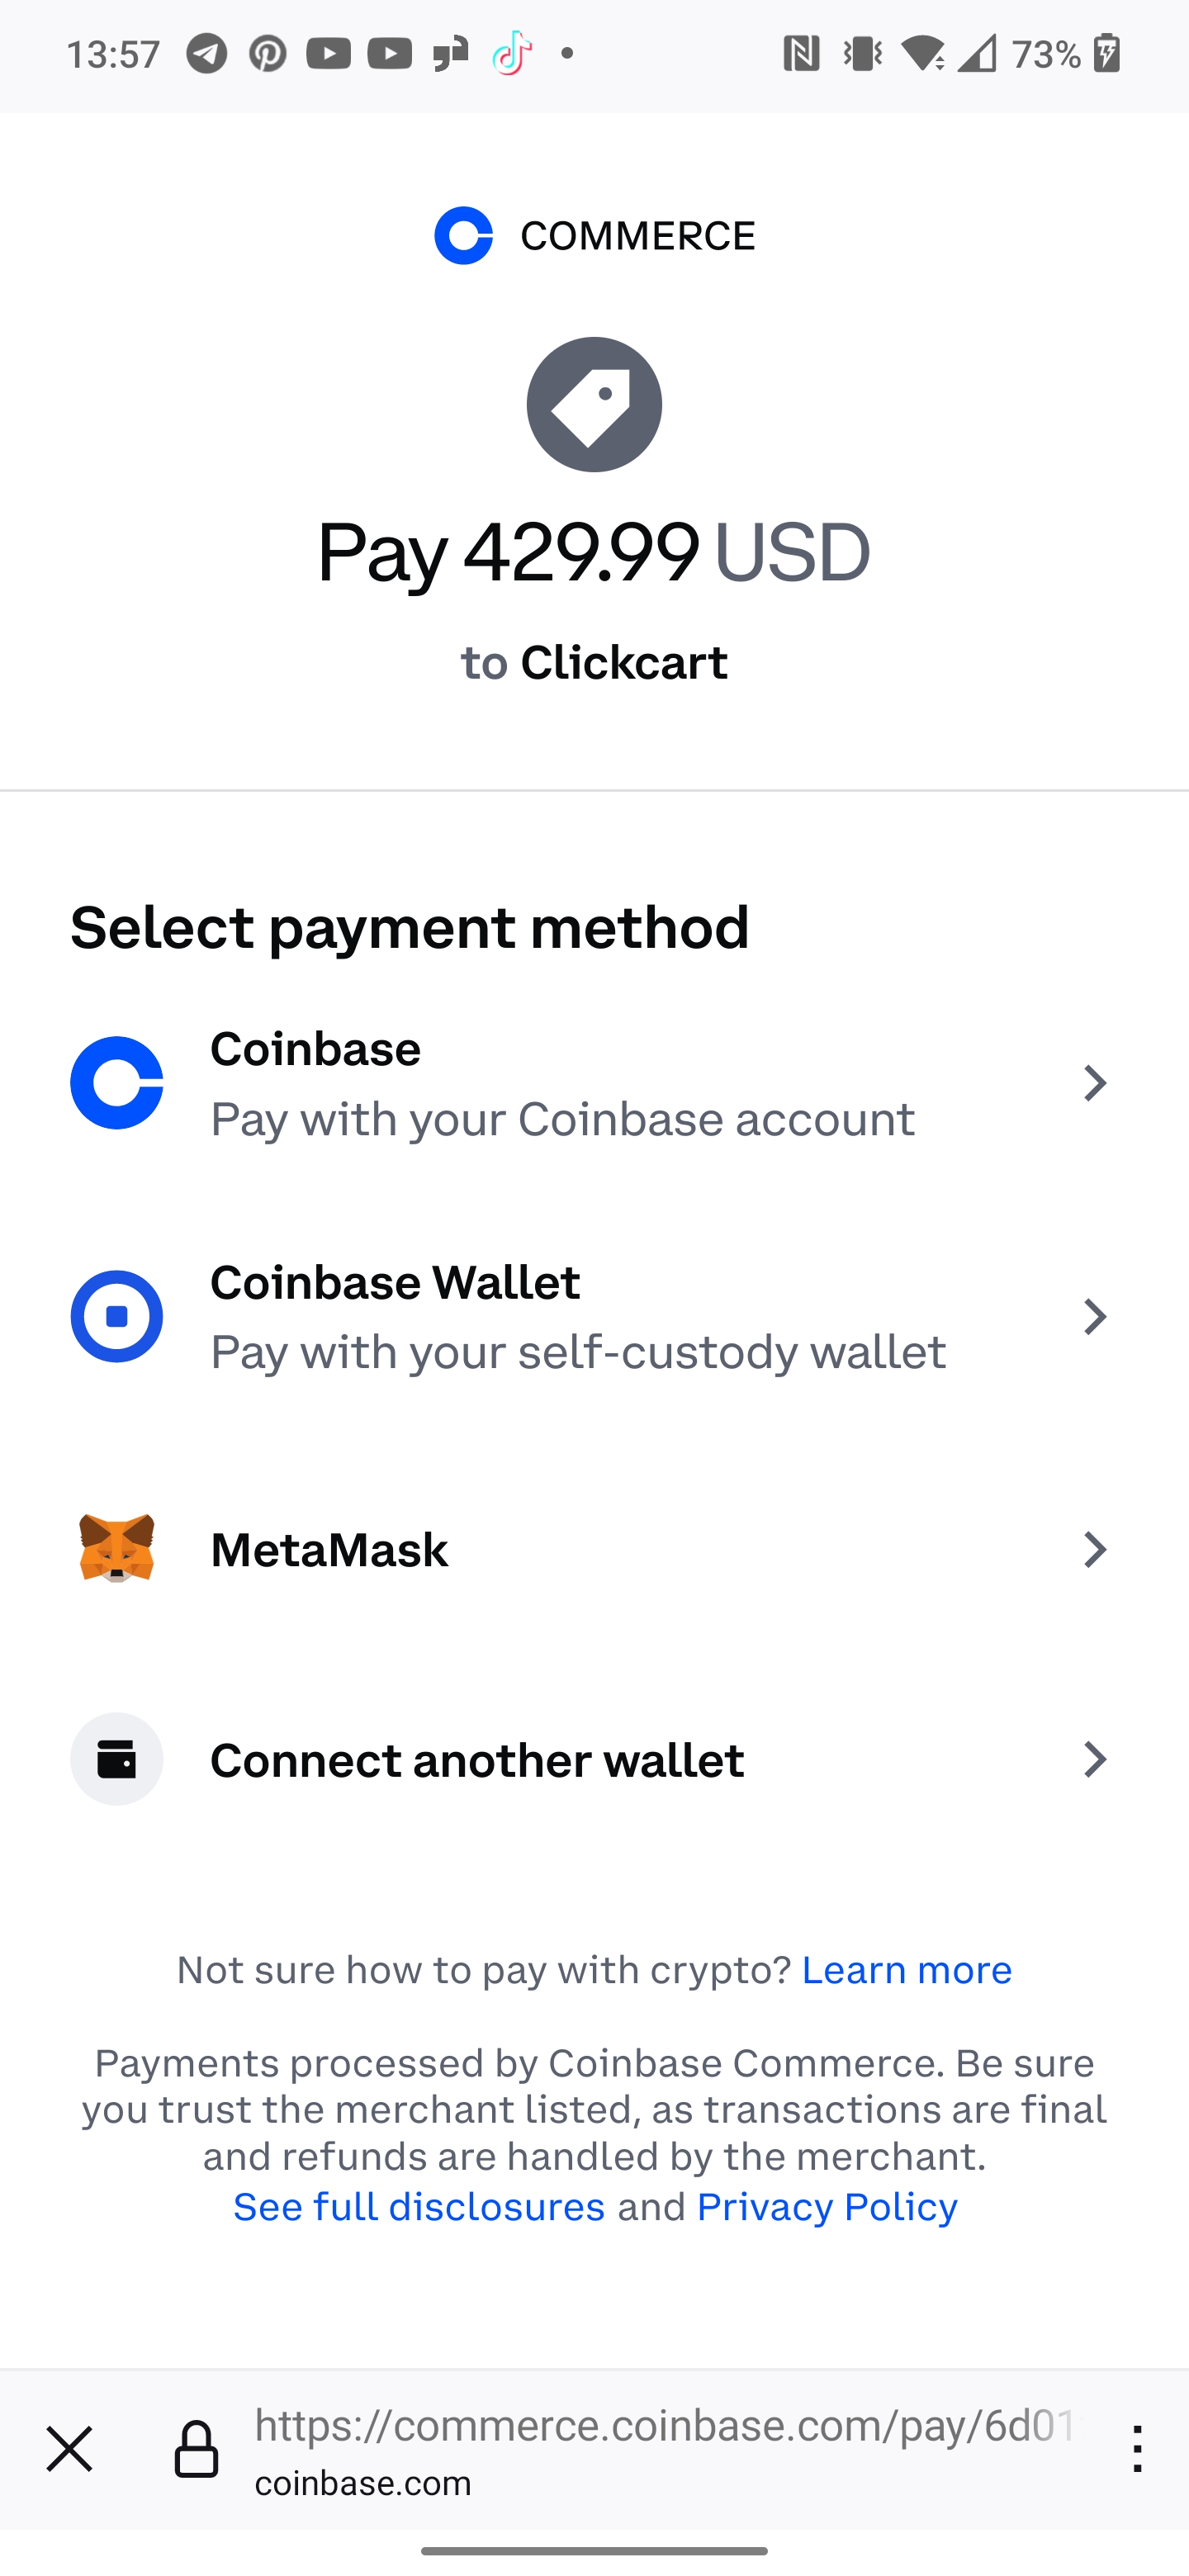 13:57
73%
COMMERCE
Pay 429.99 USD
to Clickcart
Select payment method
Coinbase
Pay with your Coinbase account
Coinbase Wallet
Pay with your self-custody wallet
MetaMask
Connect another wallet
Not sure how to pay with crypto? Learn more
Payments processed by Coinbase Commerce. Be sure
you trust the merchant listed, as transactions are final
and refunds are handled by the merchant.
See full disclosures and Privacy Policy
https://commerce.coinbase.com/pay/6d01
coinbase.com